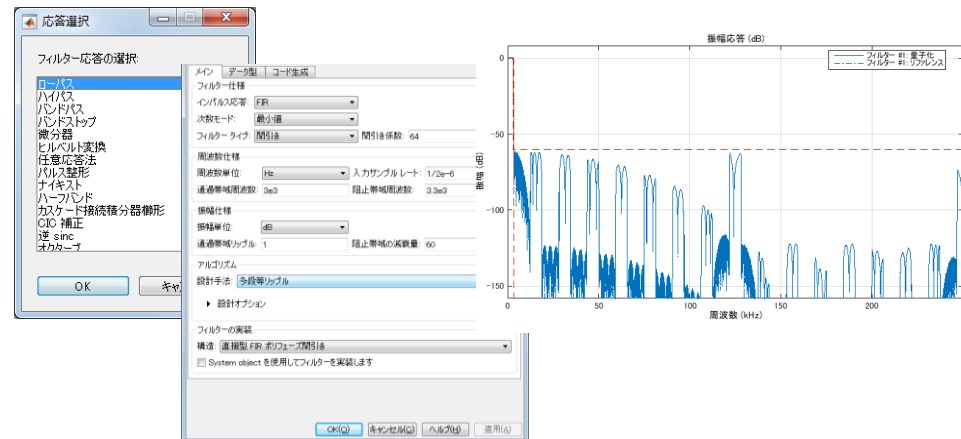 応答選択
フィルター応答の選択:
ローパス
ハイパス
バンドパス
バンドストップ
微分器
ヒルベルト変換
任意応答法
パルス整形
ナイキスト
ハーフバンド
カスケード接続積分器櫛形
CIC 補正
逆 sinc
オクターブ
OK
メイン データ型 コード生成
フィルター仕様
インパルス応答: FIR
次数モード: 最小値
フィルター タイプ: 間引き 間引き係数: 64
周波数仕様
周波数単位: Hz 入力サンプル レート: 1/2e-6
通過帯域周波数: 3e3 阻止帯域周波数: 3.3e3
振幅仕様
振幅単位: dB
通過帯域リップル: 1 阻止帯域の減衰量: 60
アルゴリズム
設計手法: 多段等リップル
設計オプション
フィルターの実装
構造: 直接型 FIR ポリフェーズ間引き
System object を使用してフィルターを実装します
OK(O) キャンセル(C) ヘルプ(H) 適用(A)
振幅応答 (dB)
フィルター #1: 量子化
フィルター #1: リファレンス
振幅 (dB)
0
-50
-100
-150
0 50 100 150 200
周波数 (kHz)